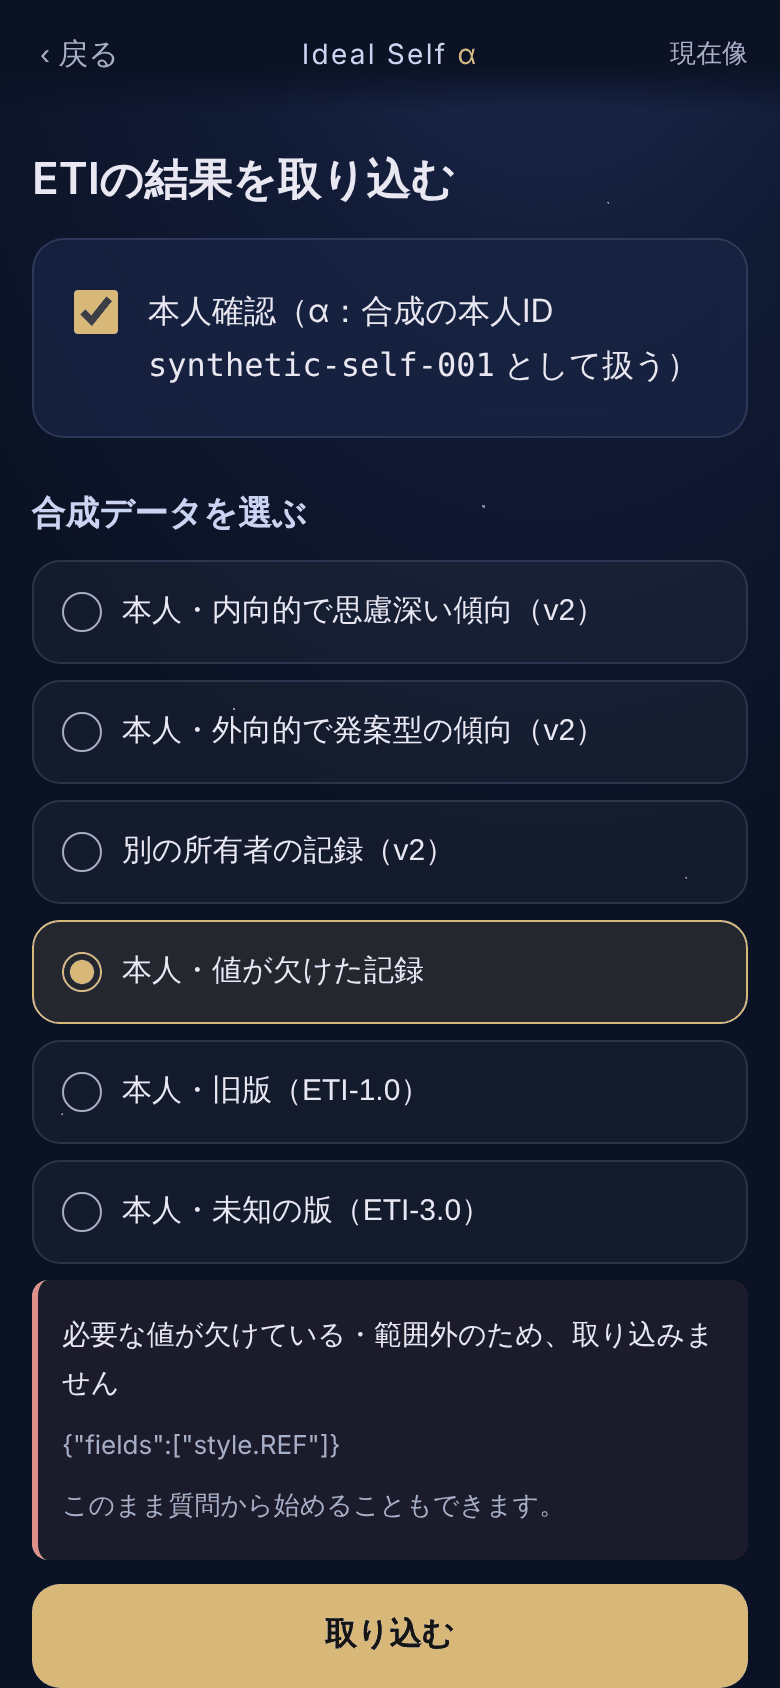 ‹ 戻る
Ideal Self α
現在像
ETIの結果を取り込む
本人確認（α：合成の本人ID
synthetic-self-001 として扱う）
合成データを選ぶ
本人・内向的で思慮深い傾向（v2）
本人・外向的で発案型の傾向（v2）
別の所有者の記録（v2）
本人・値が欠けた記録
本人・旧版（ETI-1.0）
本人・未知の版（ETI-3.0）
必要な値が欠けている・範囲外のため、取り込みま
せん
{"fields":["style.REF"]}
このまま質問から始めることもできます。
取り込む